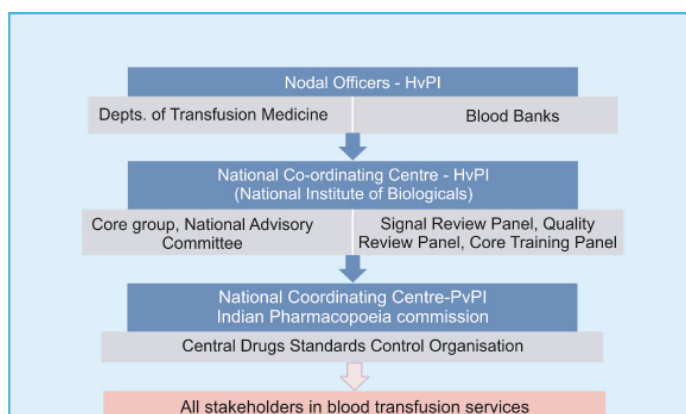 Nodal Officers - HvPI
Depts. of Transfusion Medicine
Blood Banks
National Co-ordinating Centre - HvPI
(National Institute of Biologicals)
Core group, National Advisory
Committee
Signal Review Panel, Quality
Review Panel, Core Training Panel
National Coordinating Centre-PvPI
Indian Pharmacopoeia commission
Central Drugs Standards Control Organisation
All stakeholders in blood transfusion services